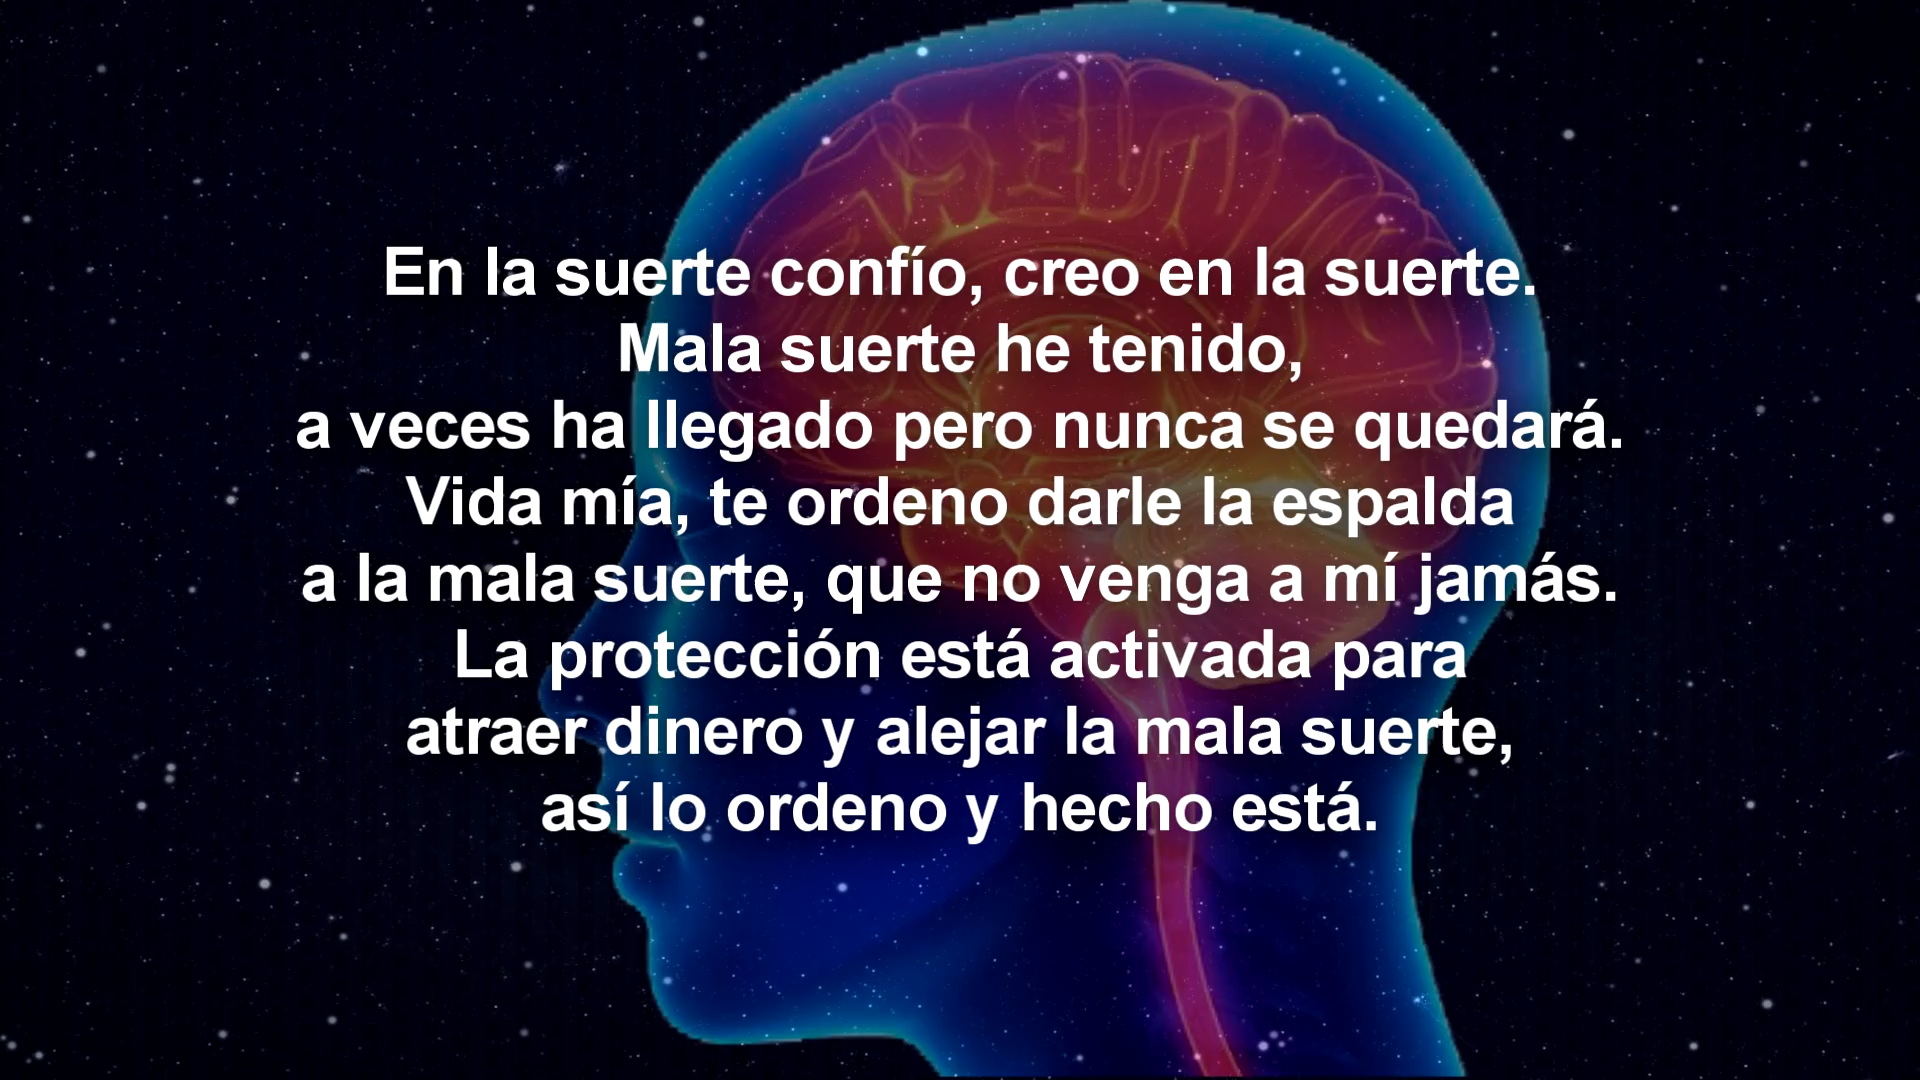 En la suerte confío, creo en la suerte.
Mala suerte he tenido,
a veces ha llegado pero nunca se quedará.
Vida mía, te ordeno darle la espalda
a la mala suerte, que no venga a mí jamás.
La protección está activada para
atraer dinero y alejar la mala suerte,
así lo ordeno y hecho está.